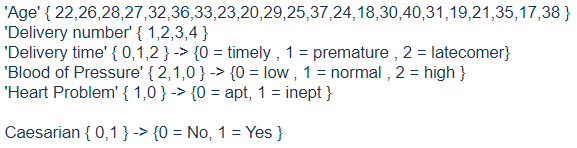 'Age' { 22,26,28,27,32,36,33,23,20,29,25,37,24,18,30,40,31,19,21,35,17,38 }
'Delivery number' { 1,2,3,4 }
'Delivery time' { 0,1,2 } -> {0 = timely , 1 = premature , 2 = latecomer}
'Blood of Pressure' { 2,1,0 } -> {0 = low , 1 = normal , 2 = high }
'Heart Problem' { 1,0 } -> {0 = apt, 1 = inept }
Caesarian { 0,1 } -> {0 = No, 1 = Yes }